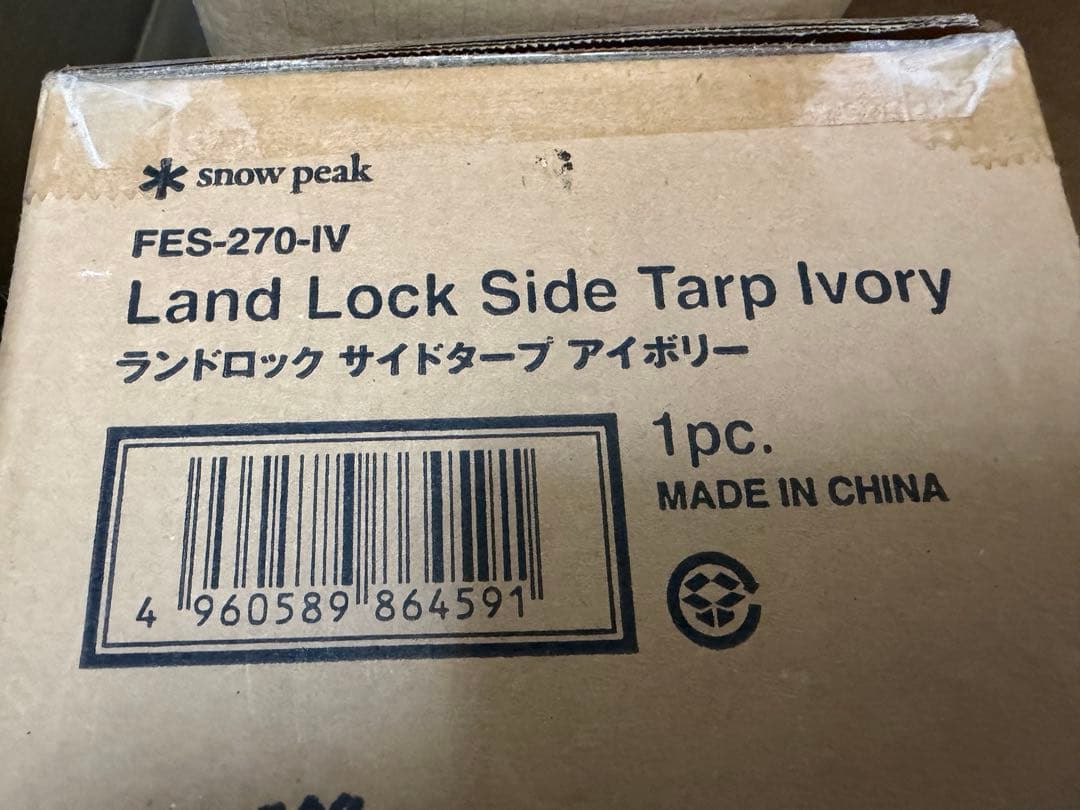 snow peak
FES-270-IV
Land Lock Side Tarp Ivory
ランドロック サイドタープ アイボリー
1pc.
MADE IN CHINA
4 960589 864591